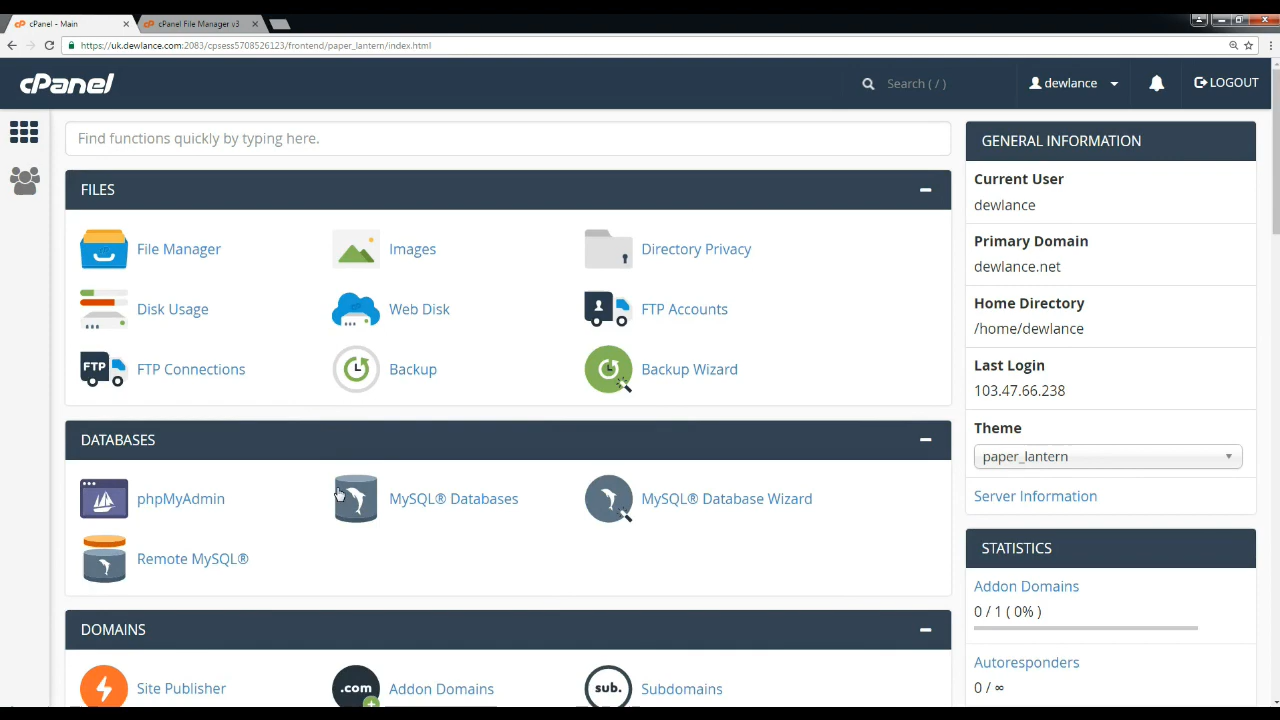 cPanel - Main
cPanel File Manager v3
https://uk.dewlance.com:2083/cpsess5708526123/frontend/paper_lantern/index.html
cPanel
Search ( / )
dewlance
LOGOUT
Find functions quickly by typing here.
FILES
File Manager
Images
Directory Privacy
Disk Usage
Web Disk
FTP Accounts
FTP
FTP Connections
Backup
Backup Wizard
DATABASES
phpMyAdmin
MySQL® Databases
MySQL® Database Wizard
Remote MySQL®
DOMAINS
Site Publisher
.com
Addon Domains
sub.
Subdomains
GENERAL INFORMATION
Current User
dewlance
Primary Domain
dewlance.net
Home Directory
/home/dewlance
Last Login
103.47.66.238
Theme
paper_lantern
Server Information
STATISTICS
Addon Domains
0 / 1 ( 0% )
Autoresponders
0 / ∞